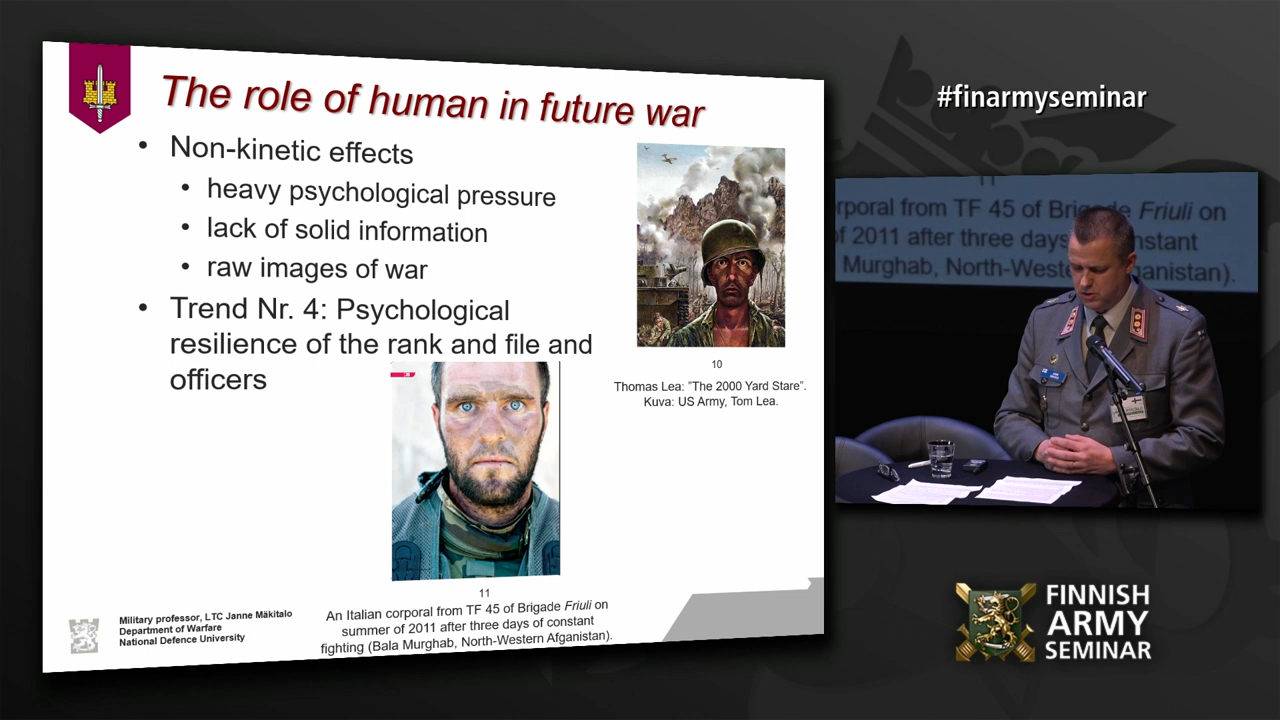 The role of human in future war
• Non-kinetic effects
• heavy psychological pressure
• lack of solid information
• raw images of war
• Trend Nr. 4: Psychological
resilience of the rank and file and
officers
10
Thomas Lea: ”The 2000 Yard Stare”.
Kuva: US Army, Tom Lea.
11
An Italian corporal from TF 45 of Brigade Friuli on
summer of 2011 after three days of constant
fighting (Bala Murghab, North-Western Afganistan).
Military professor, LTC Janne Mäkitalo
Department of Warfare
National Defence University
#finarmyseminar
rporal from TF 45 of Brigade Friuli on
of 2011 after three days constant
Murghab, North-Weste ganistan).
FINNISH
ARMY
SEMINAR